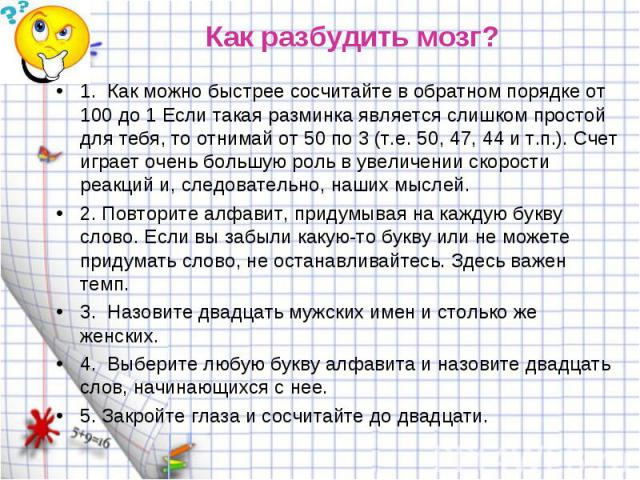 Как разбудить мозг?
• 1.  Как можно быстрее сосчитайте в обратном порядке от
100 до 1 Если такая разминка является слишком простой
для тебя, то отнимай от 50 по 3 (т.е. 50, 47, 44 и т.п.). Счет
играет очень большую роль в увеличении скорости
реакций и, следовательно, наших мыслей.
• 2. Повторите алфавит, придумывая на каждую букву
слово. Если вы забыли какую-то букву или не можете
придумать слово, не останавливайтесь. Здесь важен
темп.
• 3.  Назовите двадцать мужских имен и столько же
женских.
• 4.  Выберите любую букву алфавита и назовите двадцать
слов, начинающихся с нее.
• 5. Закройте глаза и сосчитайте до двадцати.
5+9=16